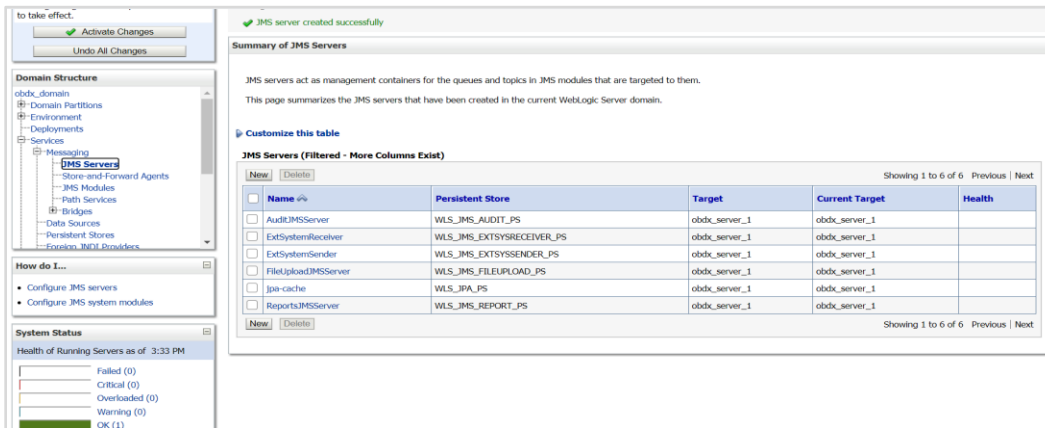 to take effect.
Activate Changes
Undo All Changes
Domain Structure
obdx_domain
Domain Partitions
Environment
Deployments
Services
Messaging
JMS Servers
Store-and-Forward Agents
JMS Modules
Path Services
Bridges
Data Sources
Persistent Stores
Foreign JNDI Providers
How do I...
Configure JMS servers
Configure JMS system modules
System Status
Health of Running Servers as of 3:33 PM
Failed (0)
Critical (0)
Overloaded (0)
Warning (0)
OK (1)
JMS server created successfully
Summary of JMS Servers
JMS servers act as management containers for the queues and topics in JMS modules that are targeted to them.
This page summarizes the JMS servers that have been created in the current WebLogic Server domain.
Customize this table
JMS Servers (Filtered - More Columns Exist)
New Delete Showing 1 to 6 of 6 Previous | Next
Name Persistent Store Target Current Target Health
AuditJMSServer WLS_JMS_AUDIT_PS obdx_server_1 obdx_server_1
ExtSystemReceiver WLS_JMS_EXTSYSRECEIVER_PS obdx_server_1 obdx_server_1
ExtSystemSender WLS_JMS_EXTSYSSENDER_PS obdx_server_1 obdx_server_1
FileUploadJMSServer WLS_JMS_FILEUPLOAD_PS obdx_server_1 obdx_server_1
jpa-cache WLS_JPA_PS obdx_server_1 obdx_server_1
ReportsJMSServer WLS_JMS_REPORT_PS obdx_server_1 obdx_server_1
New Delete Showing 1 to 6 of 6 Previous | Next